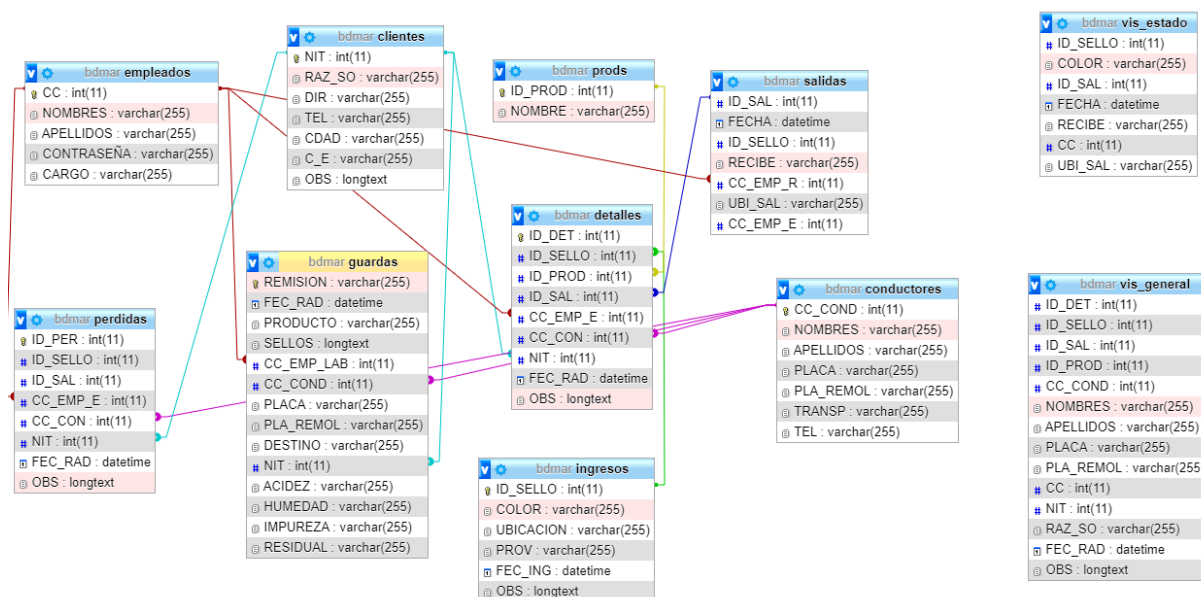 bdmar empleados
CC : int(11)
NOMBRES : varchar(255)
APELLIDOS : varchar(255)
CONTRASEÑA : varchar(255)
CARGO : varchar(255)
bdmar clientes
NIT : int(11)
RAZ_SO : varchar(255)
DIR : varchar(255)
TEL : varchar(255)
CDAD : varchar(255)
C_E : varchar(255)
OBS : longtext
bdmar prods
ID_PROD : int(11)
NOMBRE : varchar(255)
bdmar salidas
ID_SAL : int(11)
FECHA : datetime
ID_SELLO : int(11)
RECIBE : varchar(255)
CC_EMP_R : int(11)
UBI_SAL : varchar(255)
CC_EMP_E : int(11)
bdmar vis_estado
ID_SELLO : int(11)
COLOR : varchar(255)
ID_SAL : int(11)
FECHA : datetime
RECIBE : varchar(255)
CC : int(11)
UBI_SAL : varchar(255)
bdmar perdidas
ID_PER : int(11)
ID_SELLO : int(11)
ID_SAL : int(11)
CC_EMP_E : int(11)
CC_CON : int(11)
NIT : int(11)
FEC_RAD : datetime
OBS : longtext
bdmar guardas
REMISION : varchar(255)
FEC_RAD : datetime
PRODUCTO : varchar(255)
SELLOS : longtext
CC_EMP_LAB : int(11)
CC_COND : int(11)
PLACA : varchar(255)
PLA_REMOL : varchar(255)
DESTINO : varchar(255)
NIT : int(11)
ACIDEZ : varchar(255)
HUMEDAD : varchar(255)
IMPUREZA : varchar(255)
RESIDUAL : varchar(255)
bdmar detalles
ID_DET : int(11)
ID_SELLO : int(11)
ID_PROD : int(11)
ID_SAL : int(11)
CC_EMP_E : int(11)
CC_CON : int(11)
NIT : int(11)
FEC_RAD : datetime
OBS : longtext
bdmar ingresos
ID_SELLO : int(11)
COLOR : varchar(255)
UBICACION : varchar(255)
PROV : varchar(255)
FEC_ING : datetime
OBS : longtext
bdmar conductores
CC_COND : int(11)
NOMBRES : varchar(255)
APELLIDOS : varchar(255)
PLACA : varchar(255)
PLA_REMOL : varchar(255)
TRANSP : varchar(255)
TEL : varchar(255)
bdmar vis_general
ID_DET : int(11)
ID_SELLO : int(11)
ID_SAL : int(11)
ID_PROD : int(11)
CC_COND : int(11)
NOMBRES : varchar(255)
APELLIDOS : varchar(255)
PLACA : varchar(255)
PLA_REMOL : varchar(255
CC : int(11)
NIT : int(11)
RAZ_SO : varchar(255)
FEC_RAD : datetime
OBS : longtext